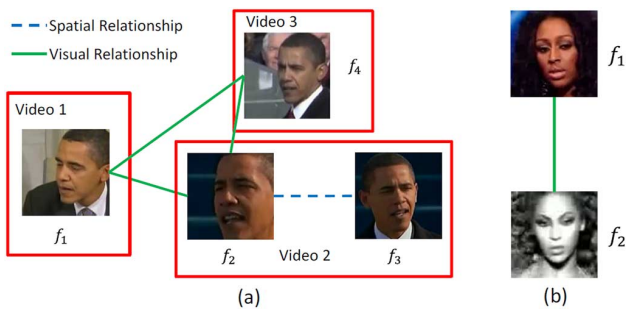 Spatial Relationship
Visual Relationship
Video 3
f₄
Video 1
f₁
f₂
Video 2
f₃
(a)
f₁
f₂
(b)